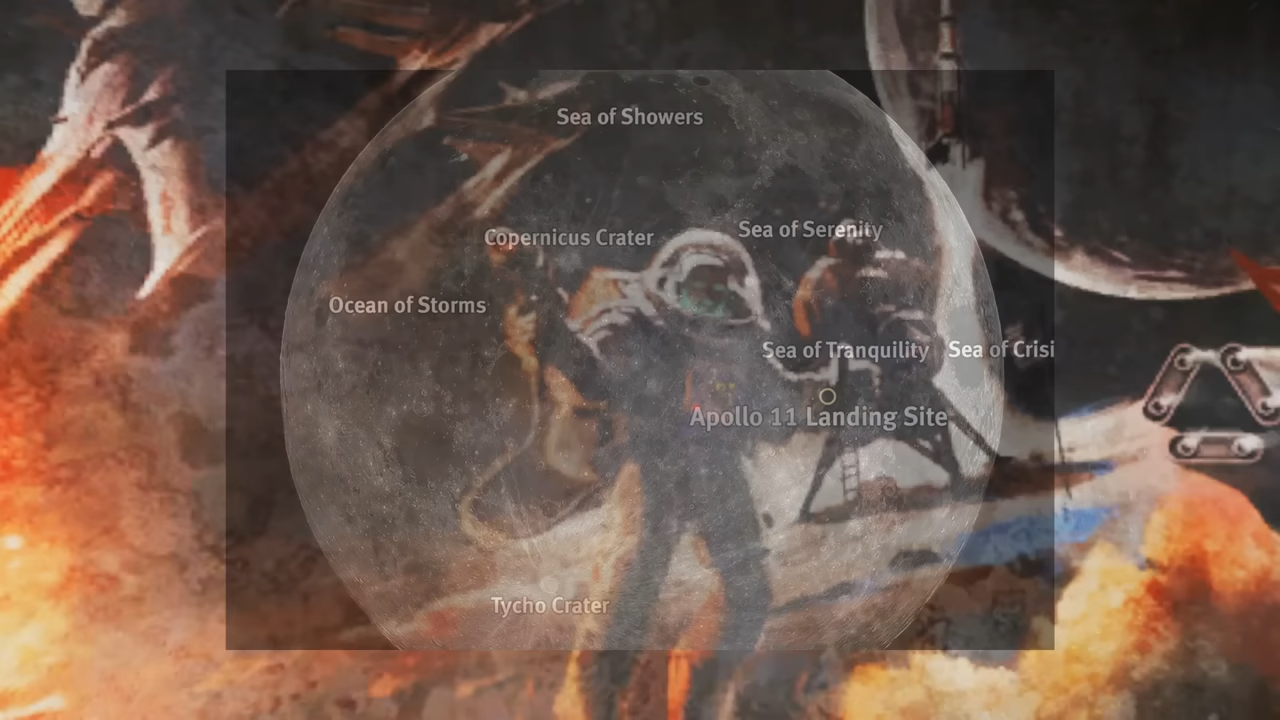 Sea of Showers
Copernicus Crater
Sea of Serenity
Ocean of Storms
Sea of Tranquility
Sea of Crisi
Apollo 11 Landing Site
Tycho Crater